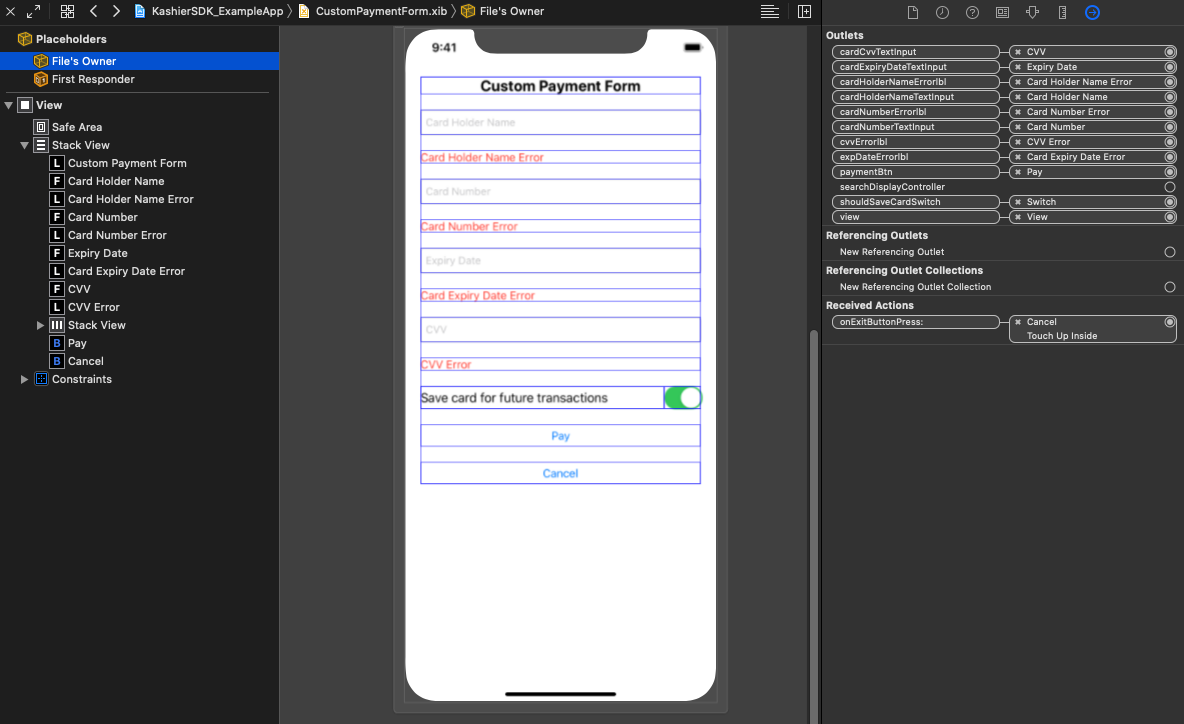 KashierSDK_ExampleApp
CustomPaymentForm.xib
File's Owner
Placeholders
File's Owner
First Responder
View
Safe Area
Stack View
L Custom Payment Form
F Card Holder Name
L Card Holder Name Error
F Card Number
L Card Number Error
F Expiry Date
L Card Expiry Date Error
F CVV
L CVV Error
Stack View
B Pay
B Cancel
Constraints
9:41
Custom Payment Form
Card Holder Name
Card Holder Name Error
Card Number
Card Number Error
Expiry Date
Card Expiry Date Error
CVV
CVV Error
Save card for future transactions
Pay
Cancel
Outlets
cardCvvTextInput CVV
cardExpiryDateTextInput Expiry Date
cardHolderNameErrorlbl Card Holder Name Error
cardHolderNameTextInput Card Holder Name
cardNumberErrorlbl Card Number Error
cardNumberTextInput Card Number
cvvErrorlbl CVV Error
expDateErrorlbl Card Expiry Date Error
paymentBtn Pay
searchDisplayController
shouldSaveCardSwitch Switch
view View
Referencing Outlets
New Referencing Outlet
Referencing Outlet Collections
New Referencing Outlet Collection
Received Actions
onExitButtonPress: Cancel
Touch Up Inside